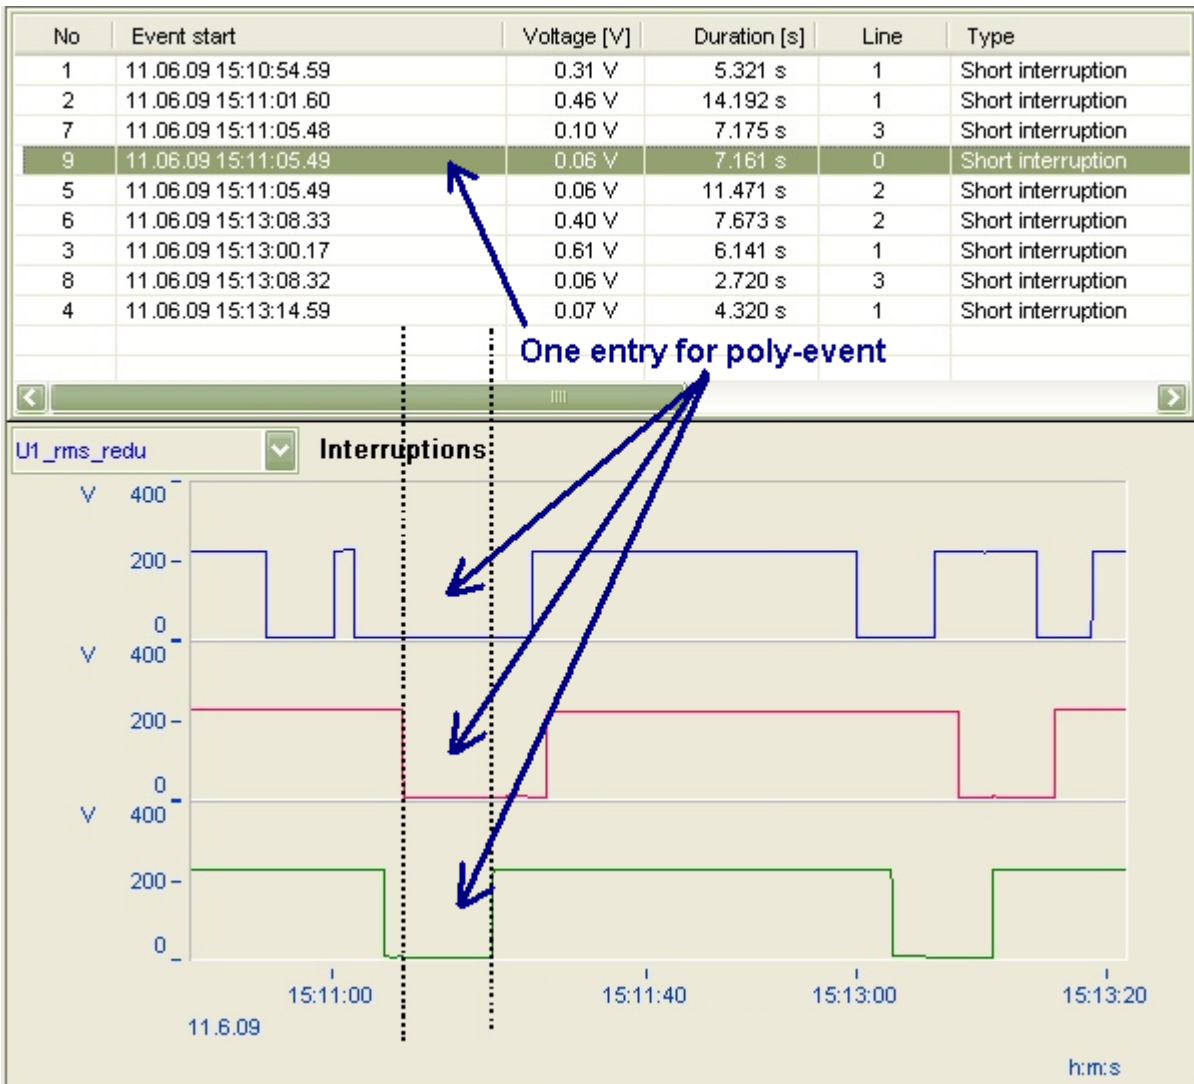 No Event start Voltage [V] Duration [s] Line Type
1 11.06.09 15:10:54.59 0.31 V 5.321 s 1 Short interruption
2 11.06.09 15:11:01.60 0.46 V 14.192 s 1 Short interruption
7 11.06.09 15:11:05.48 0.10 V 7.175 s 3 Short interruption
9 11.06.09 15:11:05.49 0.06 V 7.161 s 0 Short interruption
5 11.06.09 15:11:05.49 0.06 V 11.471 s 2 Short interruption
6 11.06.09 15:13:08.33 0.40 V 7.673 s 2 Short interruption
3 11.06.09 15:13:00.17 0.61 V 6.141 s 1 Short interruption
8 11.06.09 15:13:08.32 0.06 V 2.720 s 3 Short interruption
4 11.06.09 15:13:14.59 0.07 V 4.320 s 1 Short interruption
One entry for poly-event
U1_rms_redu Interruptions
V 400
200
0
V 400
200
0
V 400
200
0
15:11:00 15:11:40 15:13:00 15:13:20
11.6.09
h:m:s